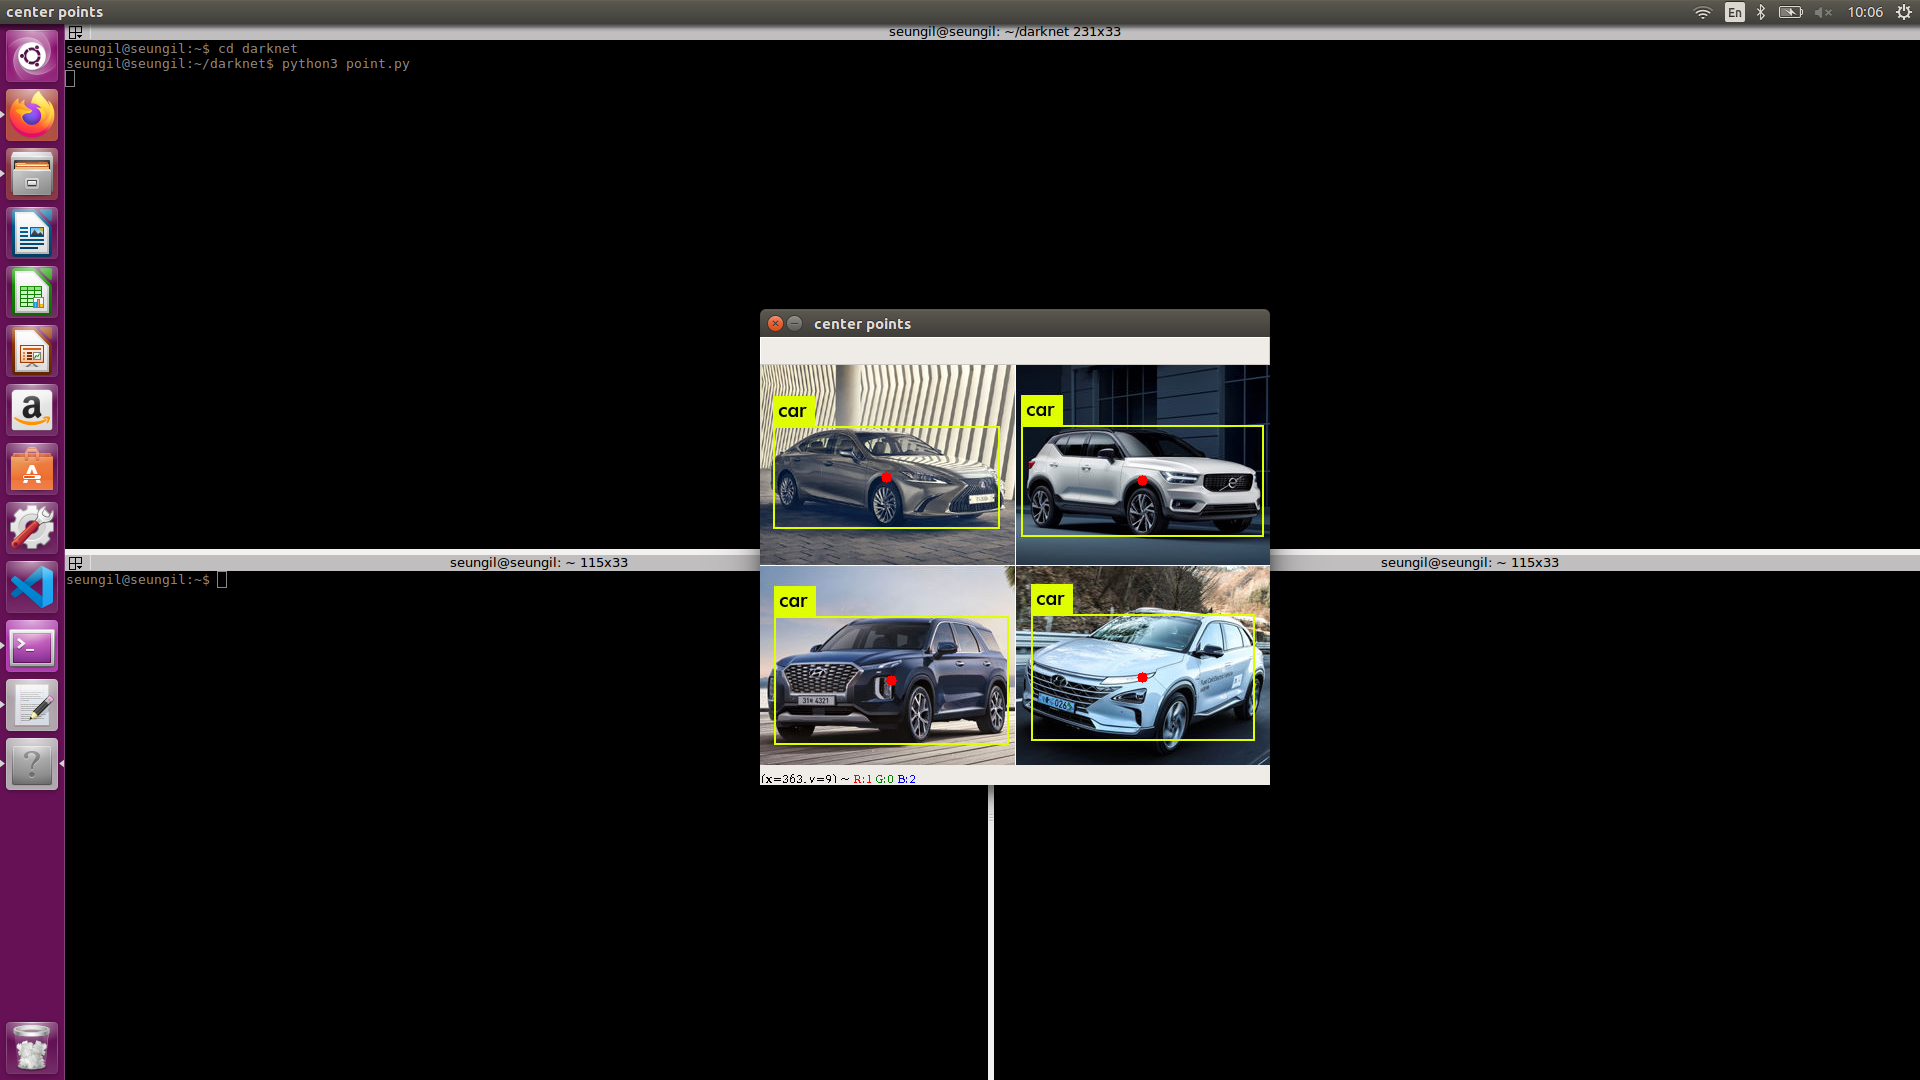 center points
En
10:06
seungil@seungil: ~/darknet 231x33
seungil@seungil:~$ cd darknet
seungil@seungil:~/darknet$ python3 point.py
center points
car
car
car
car
31 4321
(x=363, y=9) ~ R:1 G:0 B:2
seungil@seungil: ~ 115x33
seungil@seungil: ~ 115x33
seungil@seungil:~$